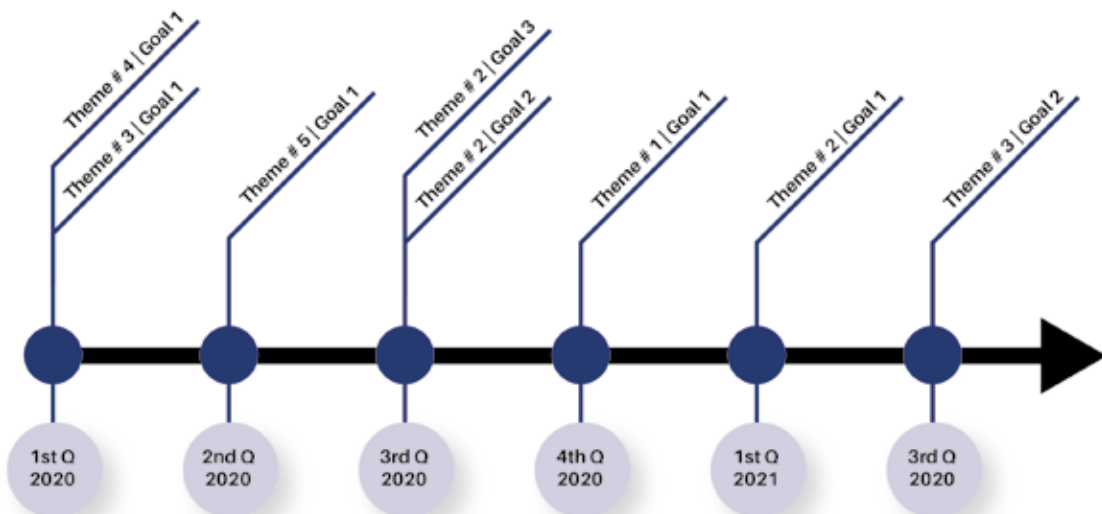 Theme # 4 | Goal 1
Theme # 3 | Goal 1
Theme # 5 | Goal 1
Theme # 2 | Goal 3
Theme # 2 | Goal 2
Theme # 1 | Goal 1
Theme # 2 | Goal 1
Theme # 3 | Goal 2
1st Q
2020
2nd Q
2020
3rd Q
2020
4th Q
2020
1st Q
2021
3rd Q
2020